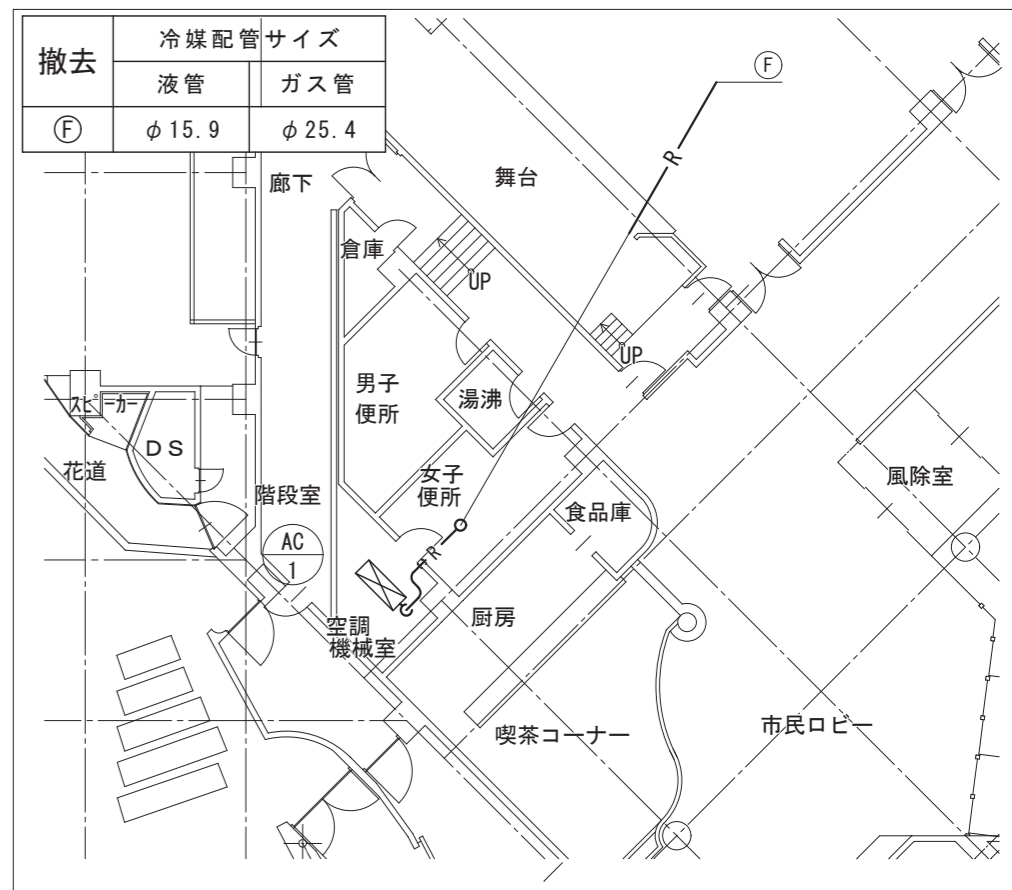 撤去
冷媒配管サイズ
液管
ガス管
Ⓕ
φ15.9
φ25.4
Ⓕ
R
舞台
廊下
倉庫
UP
UP
男子
便所
湯沸
スピーカー
DS
花道
女子
便所
階段室
食品庫
風除室
AC
1
R
空調
機械室
厨房
喫茶コーナー
市民ロビー